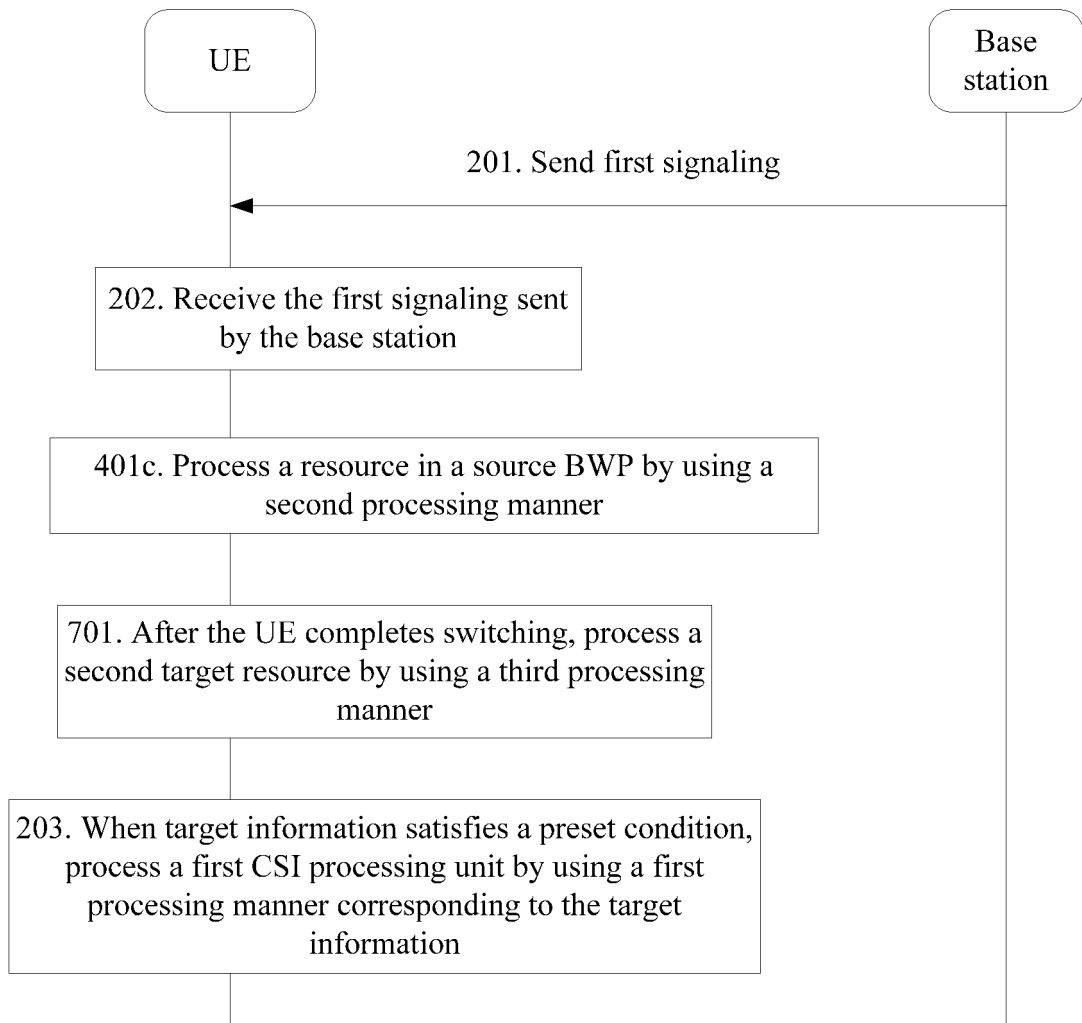 UE
Base
station
201. Send first signaling
202. Receive the first signaling sent
by the base station
401c. Process a resource in a source BWP by using a
second processing manner
701. After the UE completes switching, process a
second target resource by using a third processing
manner
203. When target information satisfies a preset condition,
process a first CSI processing unit by using a first
processing manner corresponding to the target
information